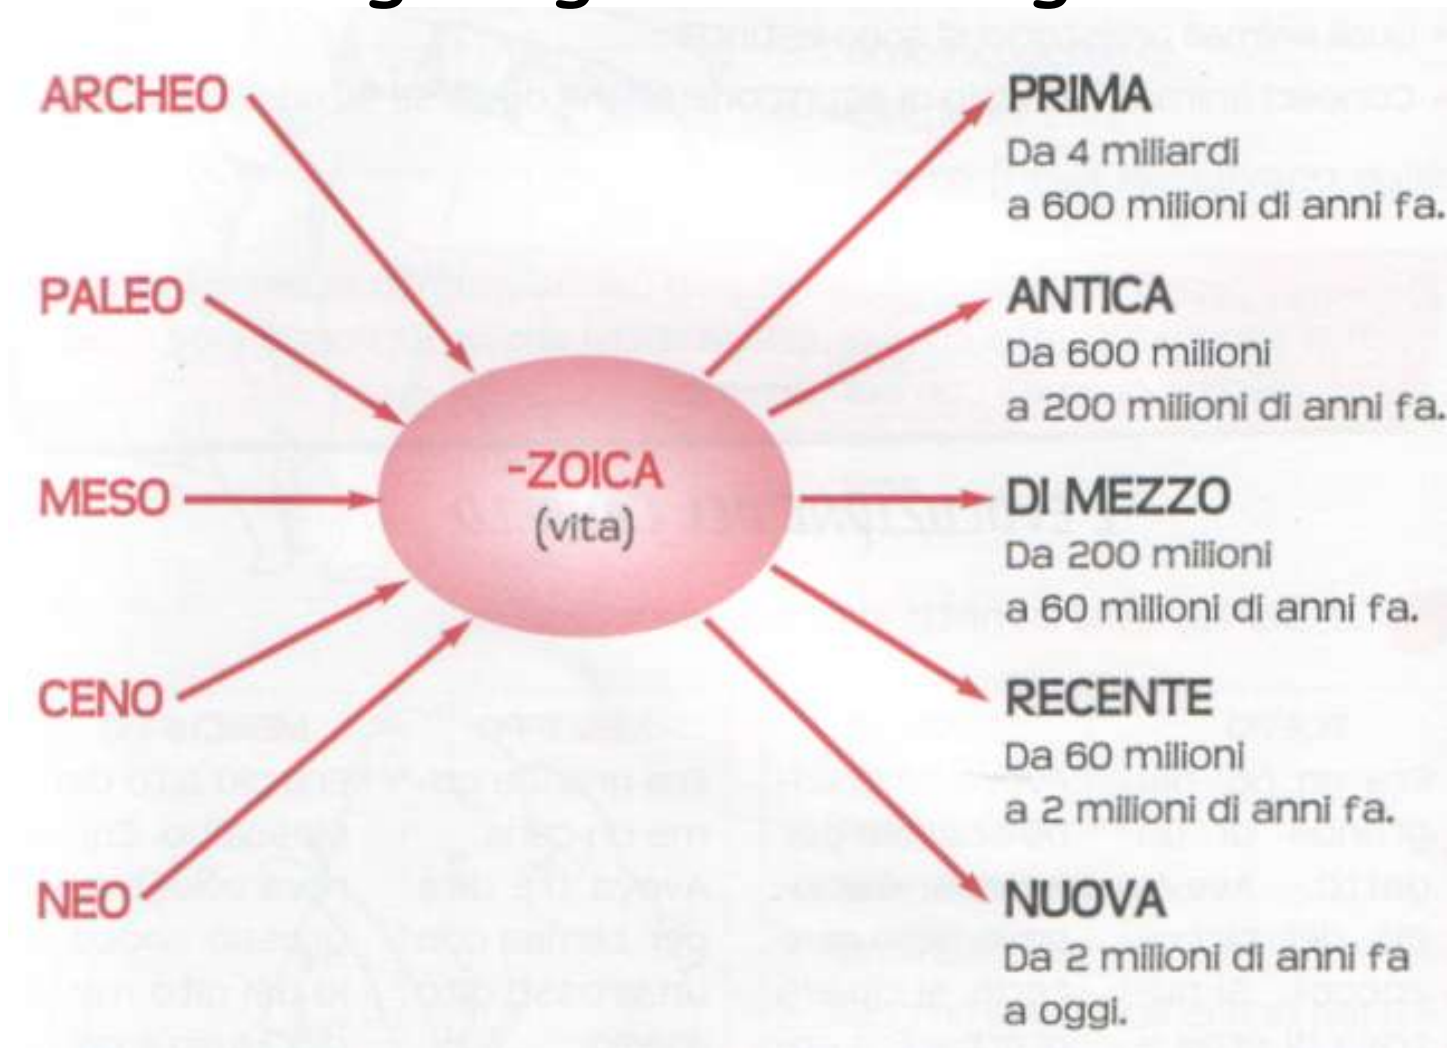 ARCHEO
PALEO
MESO
CENO
NEO
-ZOICA
(vita)
PRIMA
Da 4 miliardi
a 600 milioni di anni fa.
ANTICA
Da 600 milioni
a 200 milioni di anni fa.
DI MEZZO
Da 200 milioni
a 60 milioni di anni fa.
RECENTE
Da 60 milioni
a 2 milioni di anni fa.
NUOVA
Da 2 milioni di anni fa
a oggi.